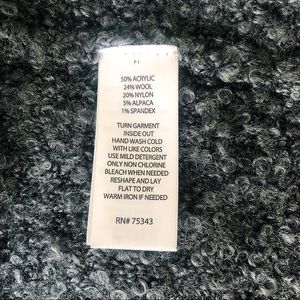 P1
50% ACRYLIC
24% WOOL
20% NYLON
5% ALPACA
1% SPANDEX
TURN GARMENT
INSIDE OUT
HAND WASH COLD
WITH LIKE COLORS
USE MILD DETERGENT
ONLY NON CHLORINE
BLEACH WHEN NEEDED
RESHAPE AND LAY
FLAT TO DRY
WARM IRON IF NEEDED
RN# 75343